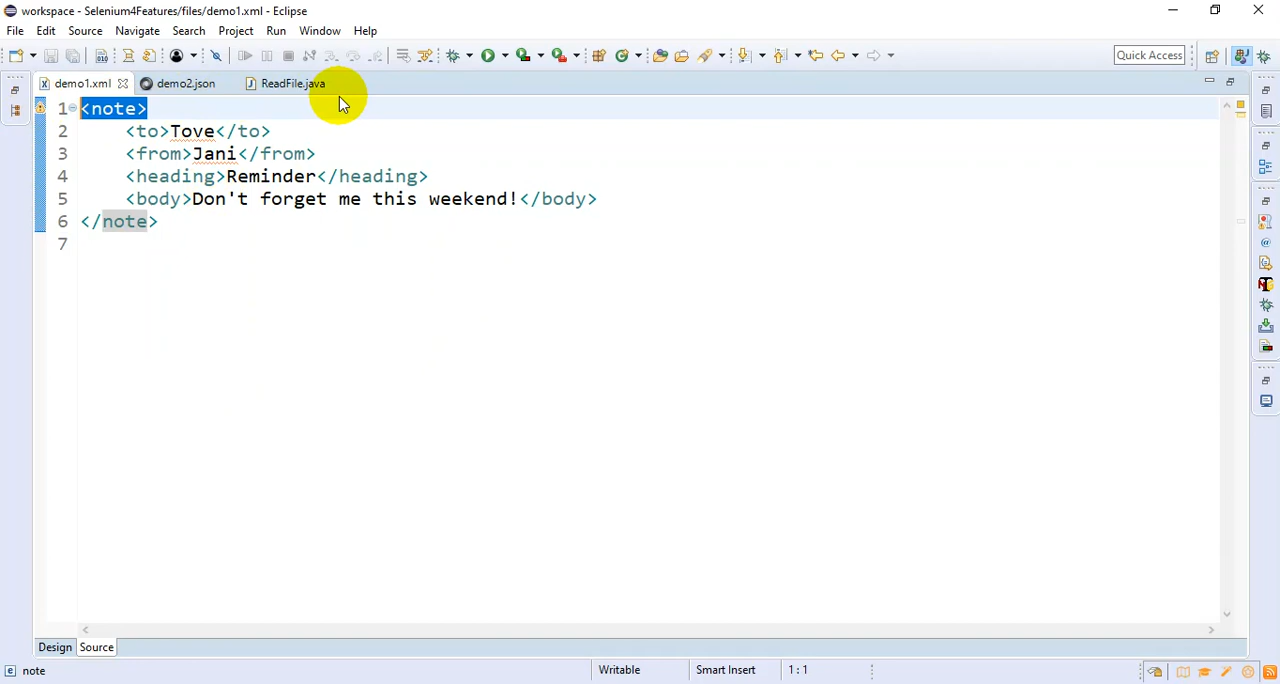 workspace - Selenium4Features/files/demo1.xml - Eclipse
File Edit Source Navigate Search Project Run Window Help
Quick Access
demo1.xml demo2.json ReadFile.java
1 <note>
2 <to>Tove</to>
3 <from>Jani</from>
4 <heading>Reminder</heading>
5 <body>Don't forget me this weekend!</body>
6 </note>
7
Design Source
note Writable Smart Insert 1:1